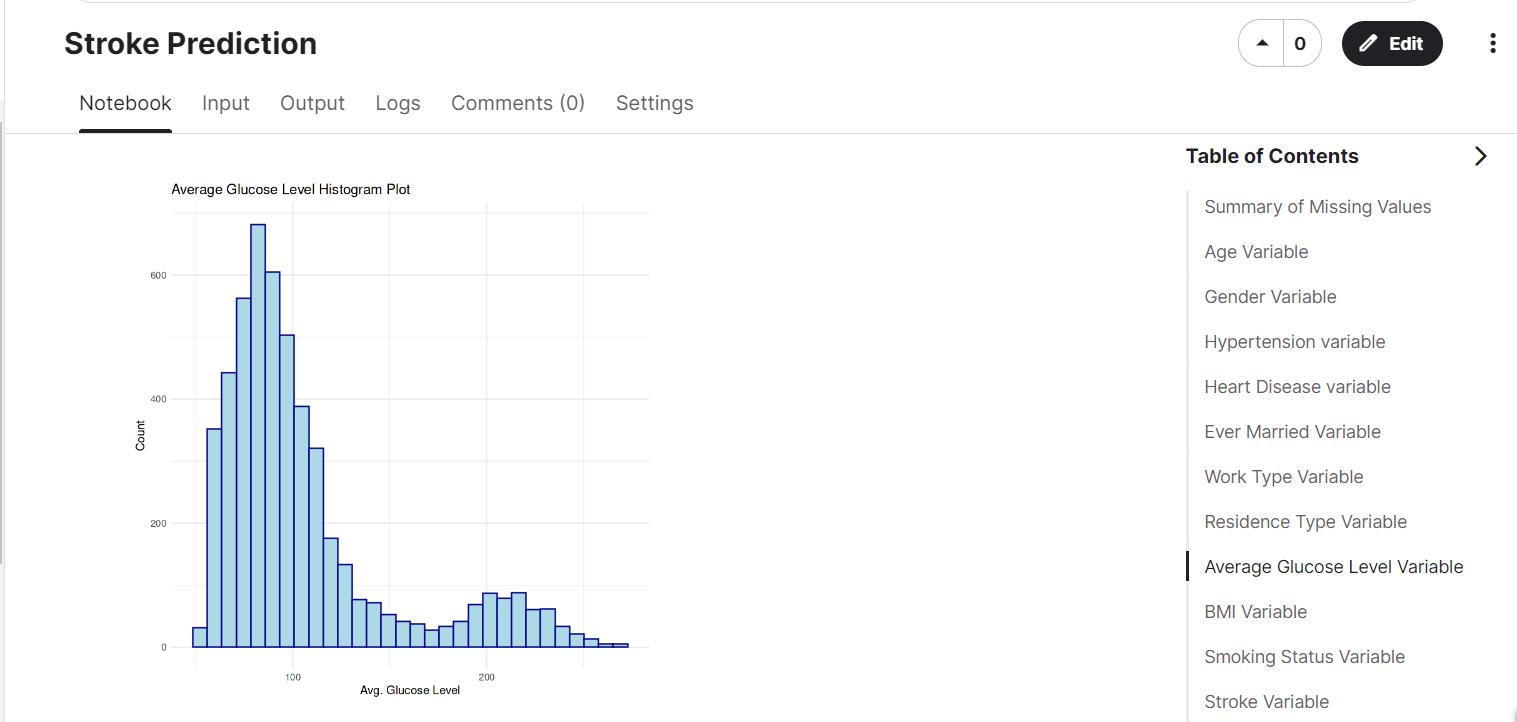 Stroke Prediction
0
Edit
Notebook Input Output Logs Comments (0) Settings
Average Glucose Level Histogram Plot
600
400
200
0
Count
100 200
Avg. Glucose Level
Table of Contents
Summary of Missing Values
Age Variable
Gender Variable
Hypertension variable
Heart Disease variable
Ever Married Variable
Work Type Variable
Residence Type Variable
Average Glucose Level Variable
BMI Variable
Smoking Status Variable
Stroke Variable